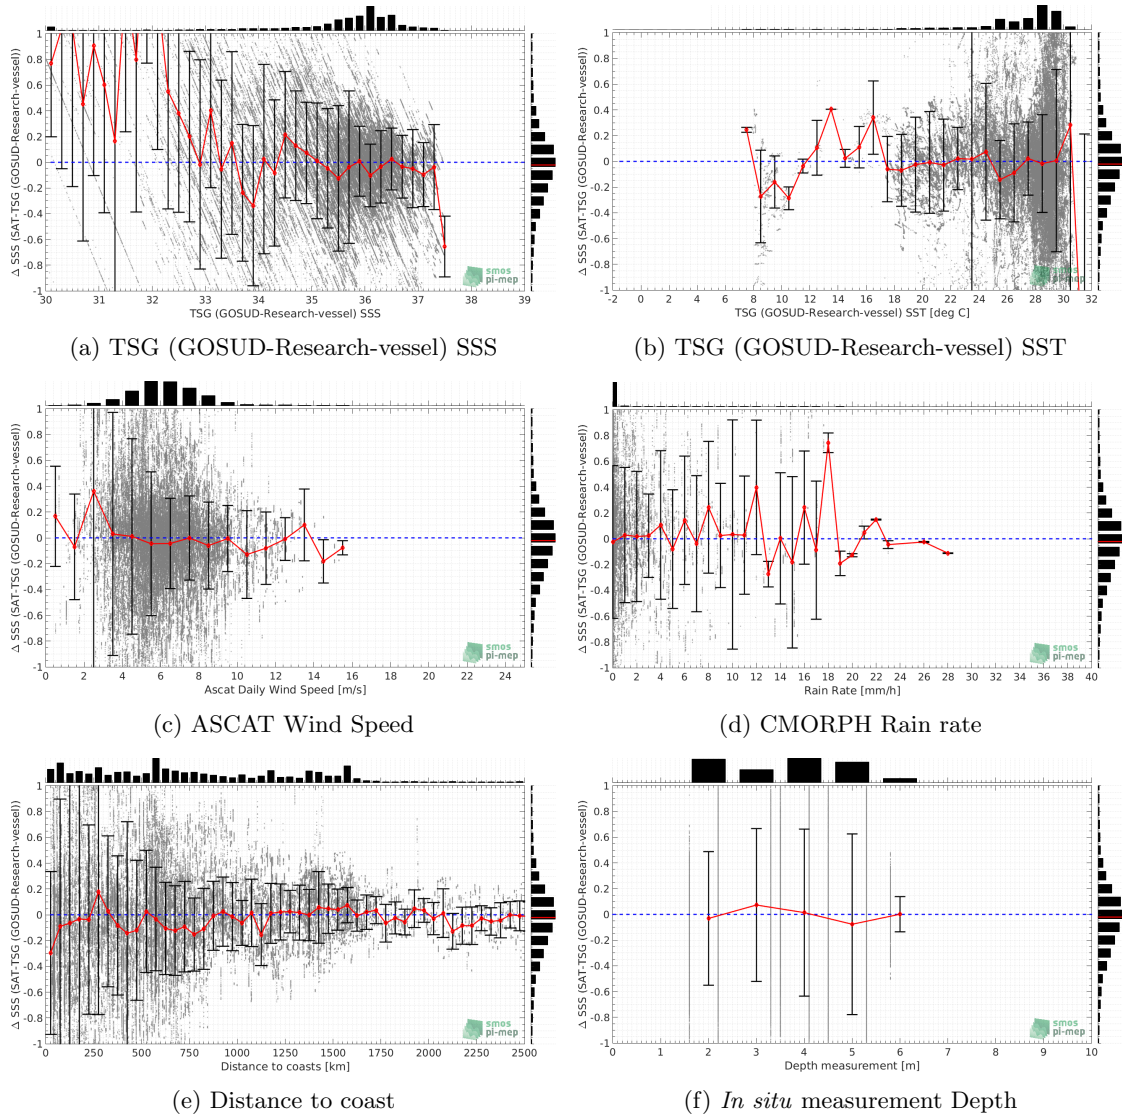 Δ SSS (SAT-TSG (GOSUD-Research-vessel))
1
0.8
0.6
0.4
0.2
0
-0.2
-0.4
-0.6
-0.8
-1
30 31 32 33 34 35 36 37 38 39
TSG (GOSUD-Research-vessel) SSS
smos
pi-mep
(a) TSG (GOSUD-Research-vessel) SSS
Δ SSS (SAT-TSG (GOSUD-Research-vessel))
1
0.8
0.6
0.4
0.2
0
-0.2
-0.4
-0.6
-0.8
-1
-2 0 2 4 6 8 10 12 14 16 18 20 22 24 26 28 30 32
TSG (GOSUD-Research-vessel) SST [deg C]
smos
pi-mep
(b) TSG (GOSUD-Research-vessel) SST
Δ SSS (SAT-TSG (GOSUD-Research-vessel))
1
0.8
0.6
0.4
0.2
0
-0.2
-0.4
-0.6
-0.8
-1
0 2 4 6 8 10 12 14 16 18 20 22 24
Ascat Daily Wind Speed [m/s]
smos
pi-mep
(c) ASCAT Wind Speed
Δ SSS (SAT-TSG (GOSUD-Research-vessel))
1
0.8
0.6
0.4
0.2
0
-0.2
-0.4
-0.6
-0.8
-1
0 2 4 6 8 10 12 14 16 18 20 22 24 26 28 30 32 34 36 38 40
Rain Rate [mm/h]
smos
pi-mep
(d) CMORPH Rain rate
Δ SSS (SAT-TSG (GOSUD-Research-vessel))
1
0.8
0.6
0.4
0.2
0
-0.2
-0.4
-0.6
-0.8
-1
0 250 500 750 1000 1250 1500 1750 2000 2250 2500
Distance to coasts [km]
smos
pi-mep
(e) Distance to coast
Δ SSS (SAT-TSG (GOSUD-Research-vessel))
1
0.8
0.6
0.4
0.2
0
-0.2
-0.4
-0.6
-0.8
-1
0 1 2 3 4 5 6 7 8 9 10
Depth measurement [m]
smos
pi-mep
(f) In situ measurement Depth